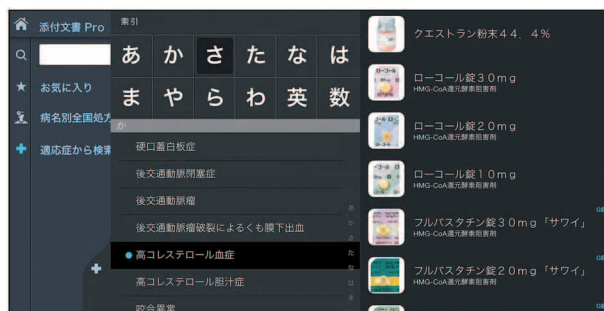 添付文書 Pro
お気に入り
病名別全国処方
適応症から検索
索引
あ か さ た な は
ま や ら わ 英 数
か
硬口蓋白板症
後交通動脈閉塞症
後交通動脈瘤
後交通動脈瘤破裂によるくも膜下出血
高コレステロール血症
高コレステロール胆汁症
咬合異常
あ
か
さ
た
な
は
ま
クエストラン粉末44．4％
ローコール錠30mg
HMG-CoA還元酵素阻害剤
ローコール錠20mg
HMG-CoA還元酵素阻害剤
ローコール錠10mg
HMG-CoA還元酵素阻害剤
フルバスタチン錠30mg「サワイ」
HMG-CoA還元酵素阻害剤
フルバスタチン錠20mg「サワイ」
HMG-CoA還元酵素阻害剤